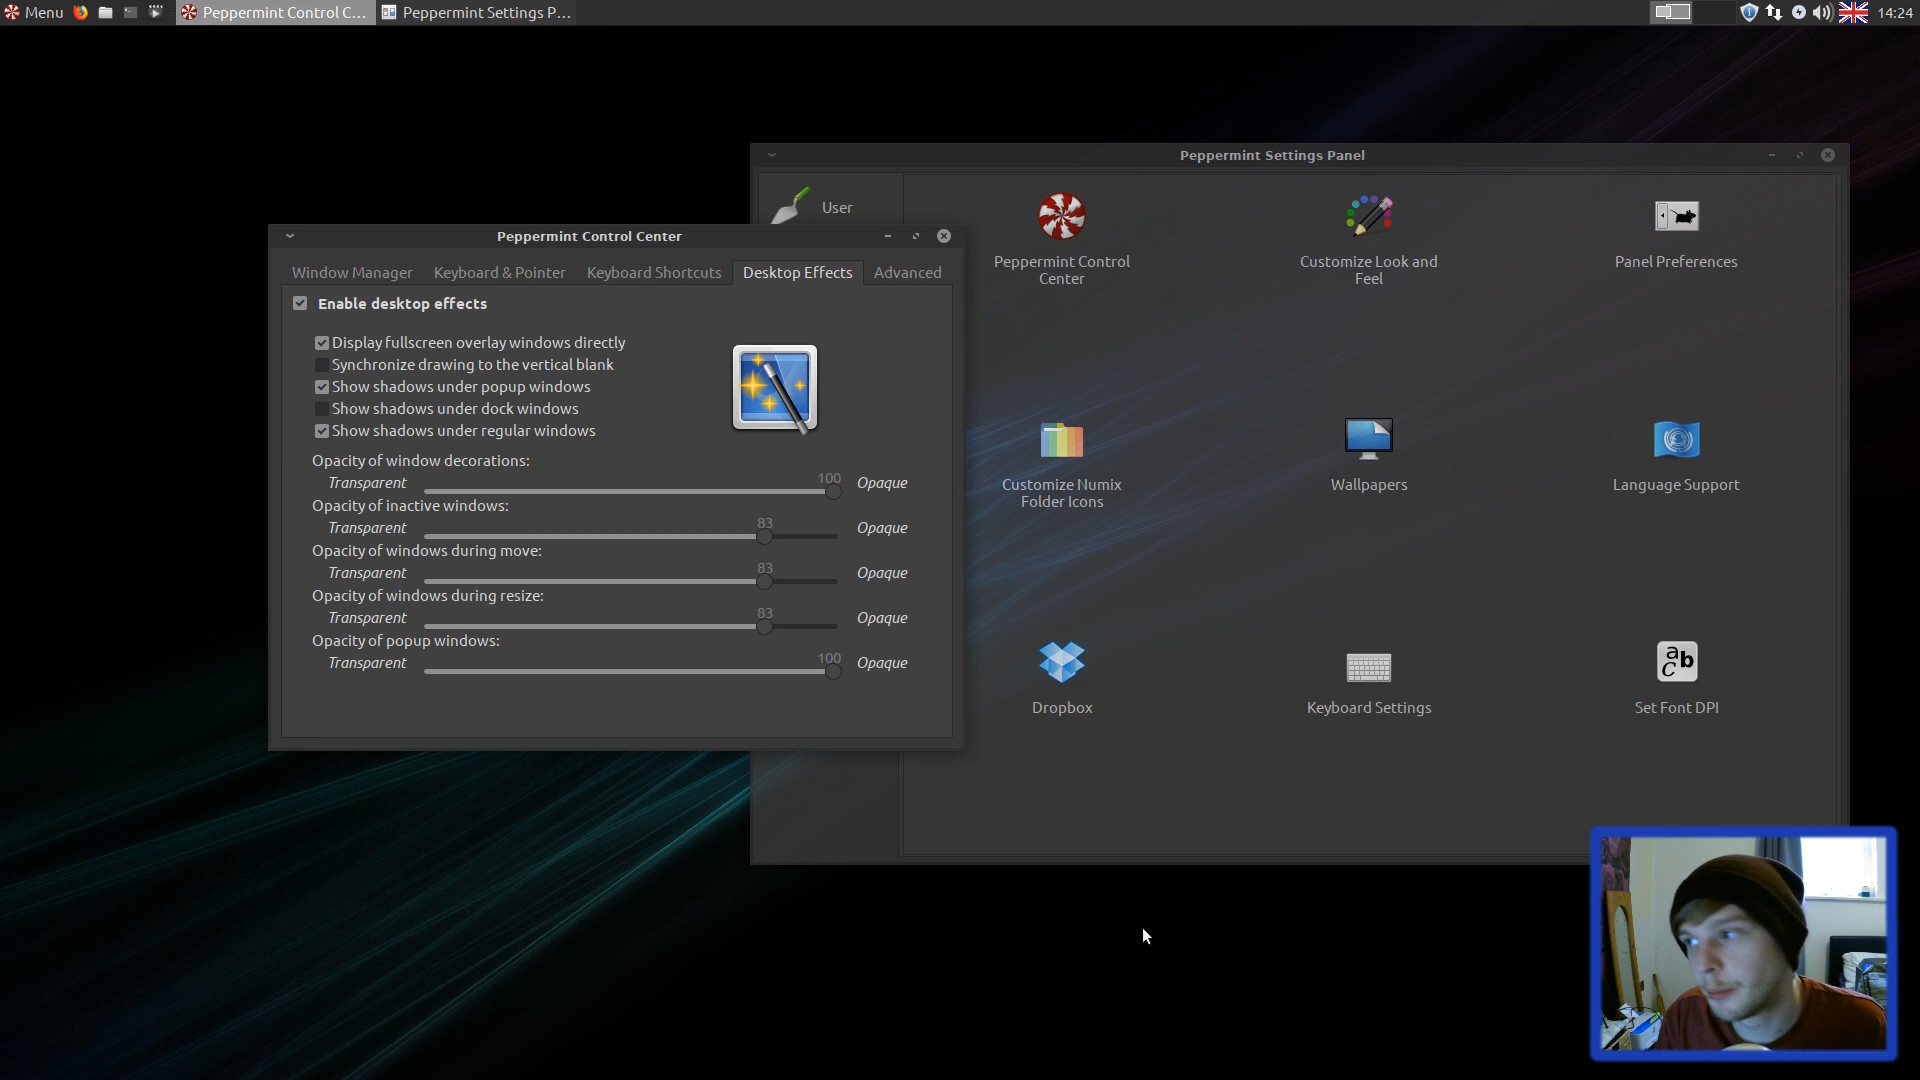 Menu
Peppermint Control C...
Peppermint Settings P...
14:24
Peppermint Settings Panel
User
Peppermint Control
Center
Customize Look and
Feel
Panel Preferences
Customize Numix
Folder Icons
Wallpapers
Language Support
Dropbox
Keyboard Settings
Set Font DPI
Peppermint Control Center
Window Manager
Keyboard & Pointer
Keyboard Shortcuts
Desktop Effects
Advanced
Enable desktop effects
Display fullscreen overlay windows directly
Synchronize drawing to the vertical blank
Show shadows under popup windows
Show shadows under dock windows
Show shadows under regular windows
Opacity of window decorations:
Transparent 100 Opaque
Opacity of inactive windows:
Transparent 83 Opaque
Opacity of windows during move:
Transparent 83 Opaque
Opacity of windows during resize:
Transparent 83 Opaque
Opacity of popup windows:
Transparent 100 Opaque
a
c b